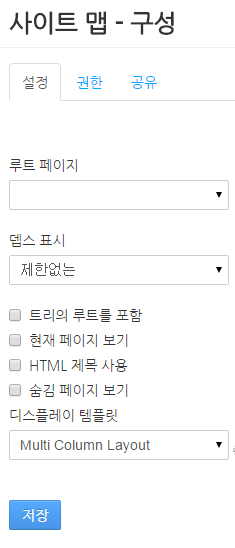 사이트 맵 - 구성
설정 권한 공유
루트 페이지
뎁스 표시
제한없는
트리의 루트를 포함
현재 페이지 보기
HTML 제목 사용
숨김 페이지 보기
디스플레이 템플릿
Multi Column Layout
저장